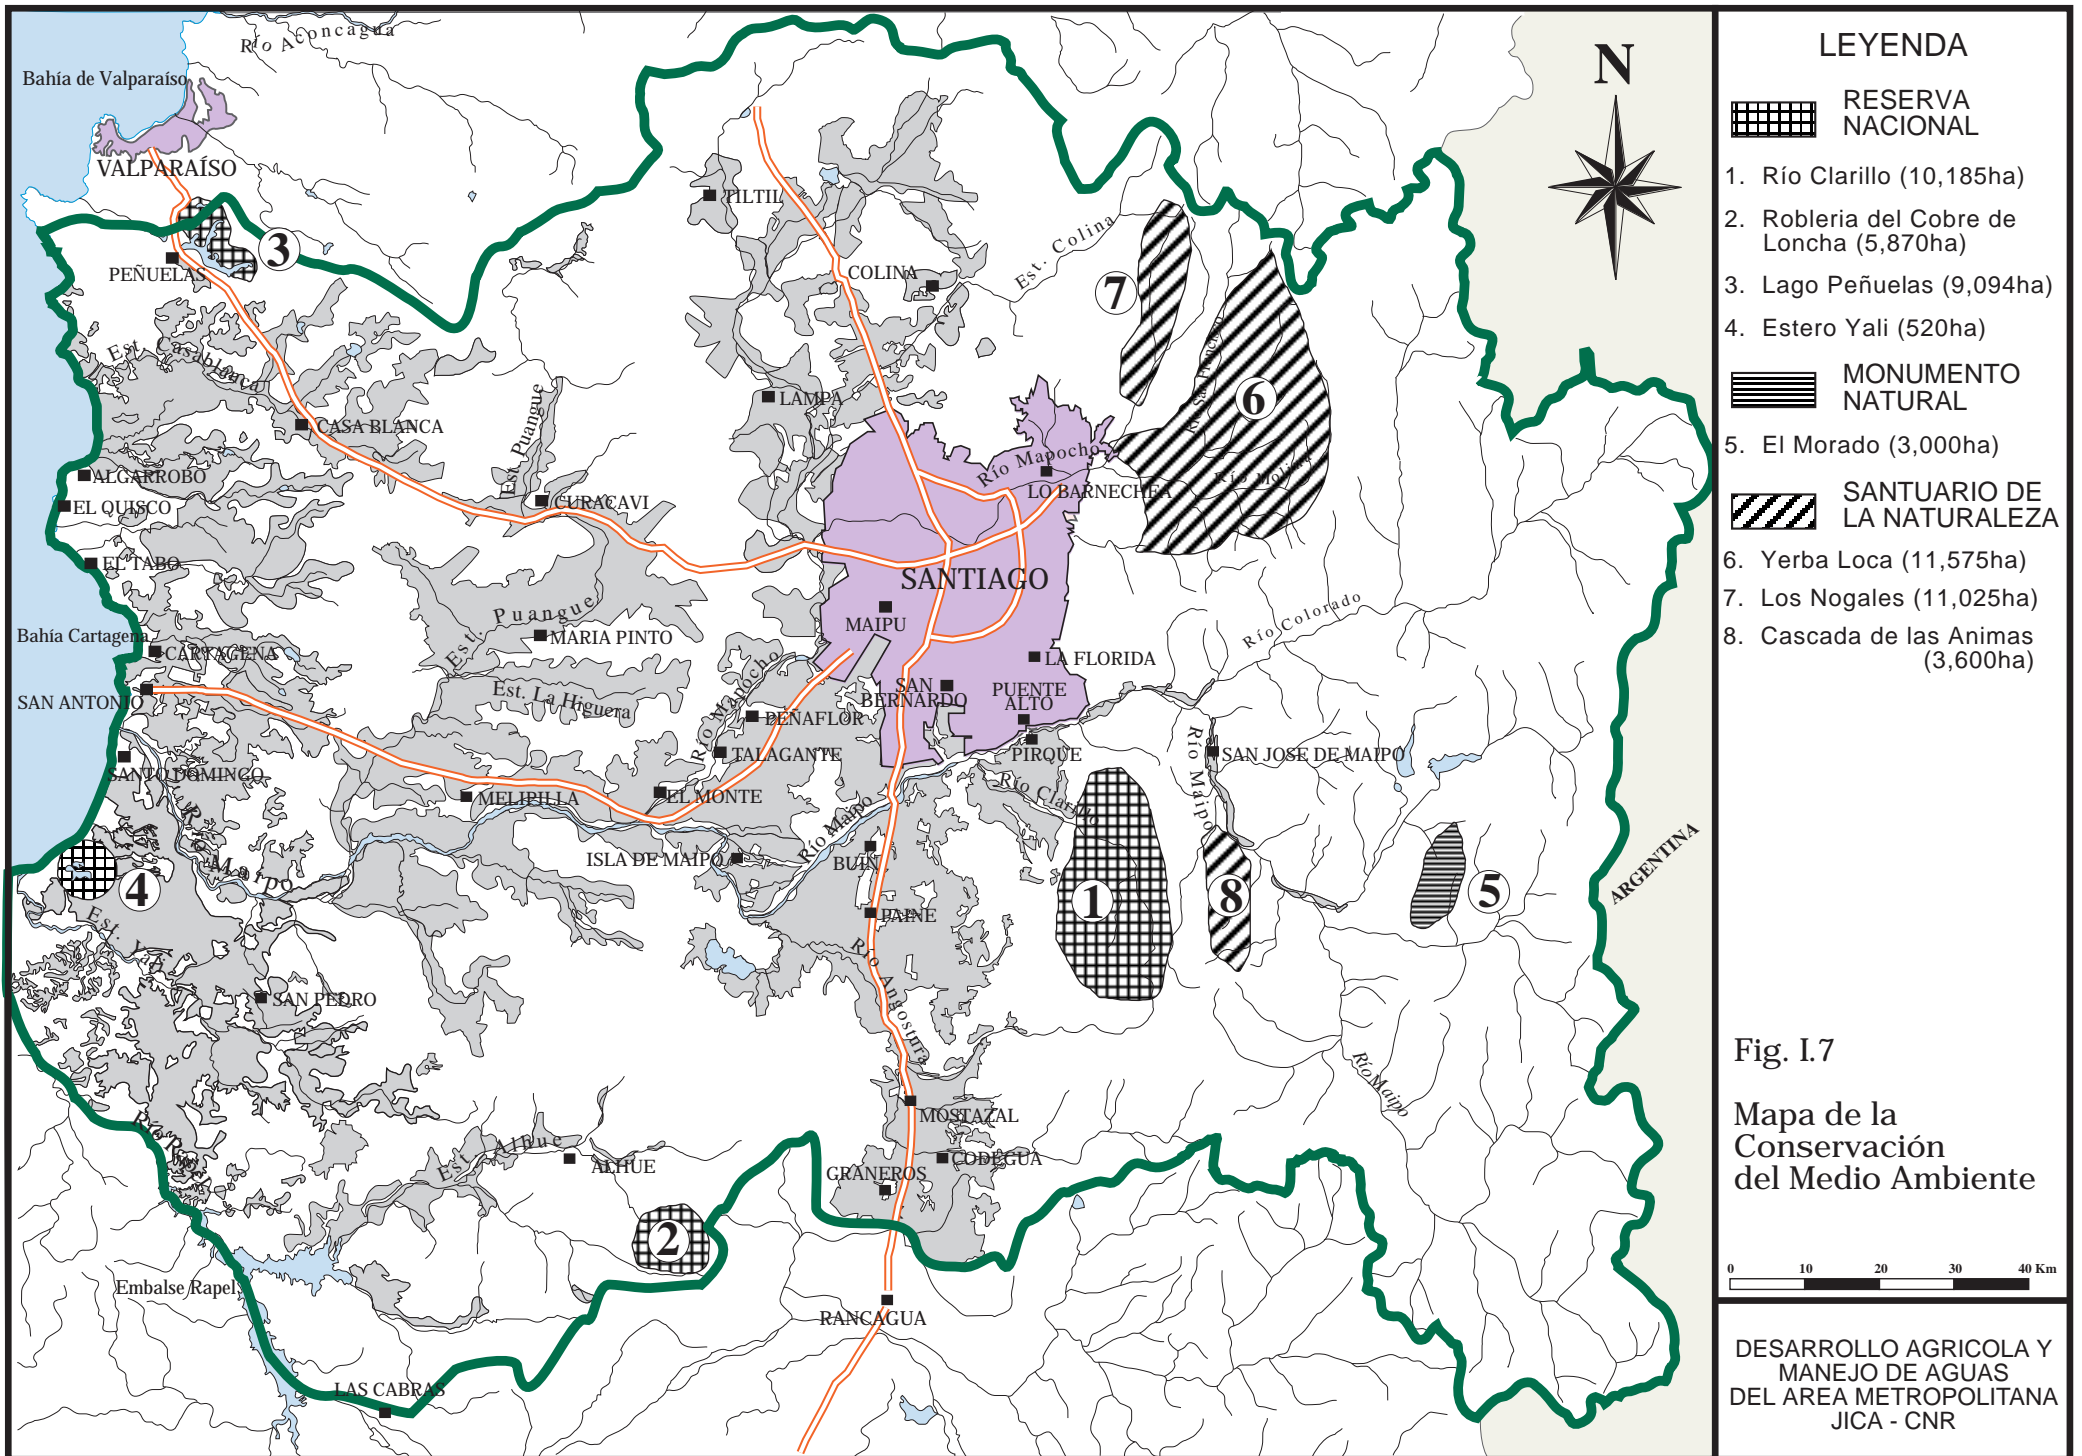 Río Aconcagua
Bahía de Valparaíso
VALPARAÍSO
TILTIL
3
PEÑUELAS
COLINA
Est. Colina
7
Est. Casablanca
Río San Francisco
6
LAMPA
CASA BLANCA
Est. Puangue
Río Mapocho
ALGARROBO
Río Molina
LO BARNECHEA
EL QUISCO
CURACAVI
EL TABO
SANTIAGO
Est. Puangue
Río Colorado
MAIPU
Bahía Cartagena
CARTAGENA
MARIA PINTO
LA FLORIDA
Río Mapocho
Est. La Higuera
SAN
BERNARDO
PUENTE
ALTO
SAN ANTONIO
PEÑAFLOR
TALAGANTE
PIRQUE
Río Maipo
SAN JOSE DE MAIPO
SANTO DOMINGO
Río Clarillo
MELIPILLA
EL MONTE
Río Maipo
Río Maipo
ISLA DE MAIPO
BUIN
4
1
8
5
ARGENTINA
PAINE
Est. Yali
Río Angostura
SAN PEDRO
Río Maipo
MOSTAZAL
Río Rapel
Est. Alhue
ALHUE
CODEGUA
GRANEROS
2
Embalse Rapel
RANCAGUA
LAS CABRAS
N
LEYENDA
RESERVA
NACIONAL
1. Río Clarillo (10,185ha)
2. Robleria del Cobre de
Loncha (5,870ha)
3. Lago Peñuelas (9,094ha)
4. Estero Yali (520ha)
MONUMENTO
NATURAL
5. El Morado (3,000ha)
SANTUARIO DE
LA NATURALEZA
6. Yerba Loca (11,575ha)
7. Los Nogales (11,025ha)
8. Cascada de las Animas
(3,600ha)
Fig. I.7
Mapa de la
Conservación
del Medio Ambiente
0 10 20 30 40 Km
DESARROLLO AGRICOLA Y
MANEJO DE AGUAS
DEL AREA METROPOLITANA
JICA - CNR